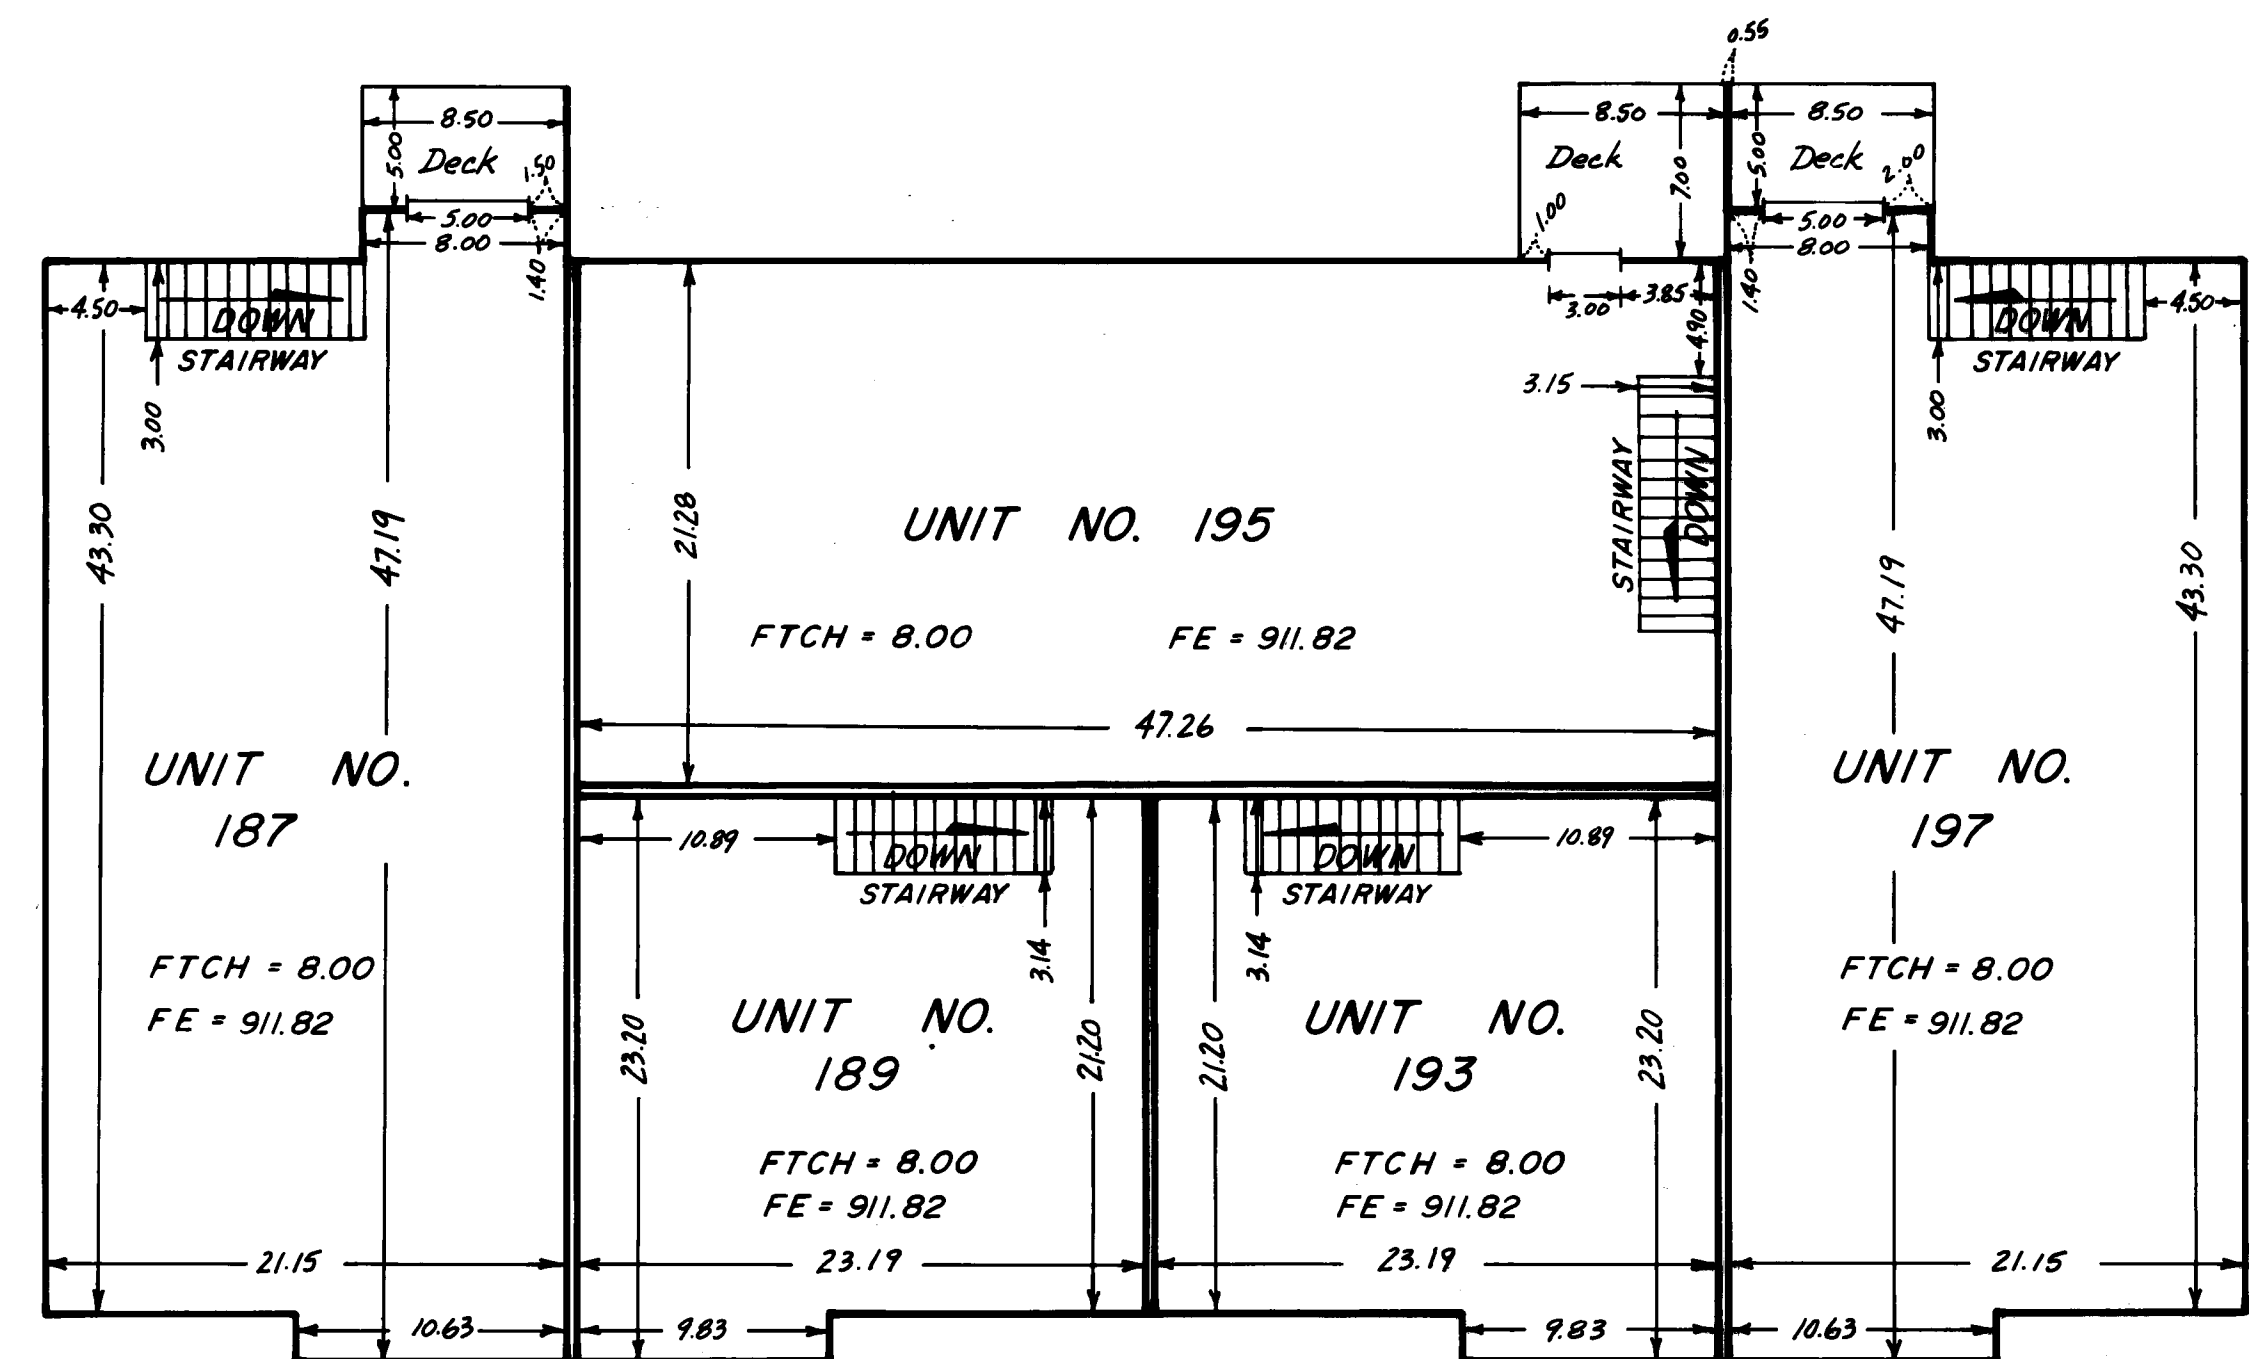 0.55
8.50
8.50
8.50
5.00
Deck
1.50
Deck
7.00
5.00
Deck
2.00
5.00
8.00
1.40
1.00
5.00
8.00
1.40
4.50
DOWN
STAIRWAY
3.00
3.00
3.85
4.90
DOWN
STAIRWAY
4.50
3.00
3.15
STAIRWAY
DOWN
43.30
47.19
21.28
UNIT NO. 195
47.19
43.30
FTCH = 8.00
FE = 911.82
47.26
UNIT NO.
187
UNIT NO.
197
10.89
DOWN
STAIRWAY
3.14
DOWN
STAIRWAY
3.14
10.89
FTCH = 8.00
FE = 911.82
23.20
UNIT NO.
189
21.20
21.20
UNIT NO.
193
23.20
FTCH = 8.00
FE = 911.82
FTCH = 8.00
FE = 911.82
FTCH = 8.00
FE = 911.82
21.15
23.19
23.19
21.15
10.63
9.83
9.83
10.63